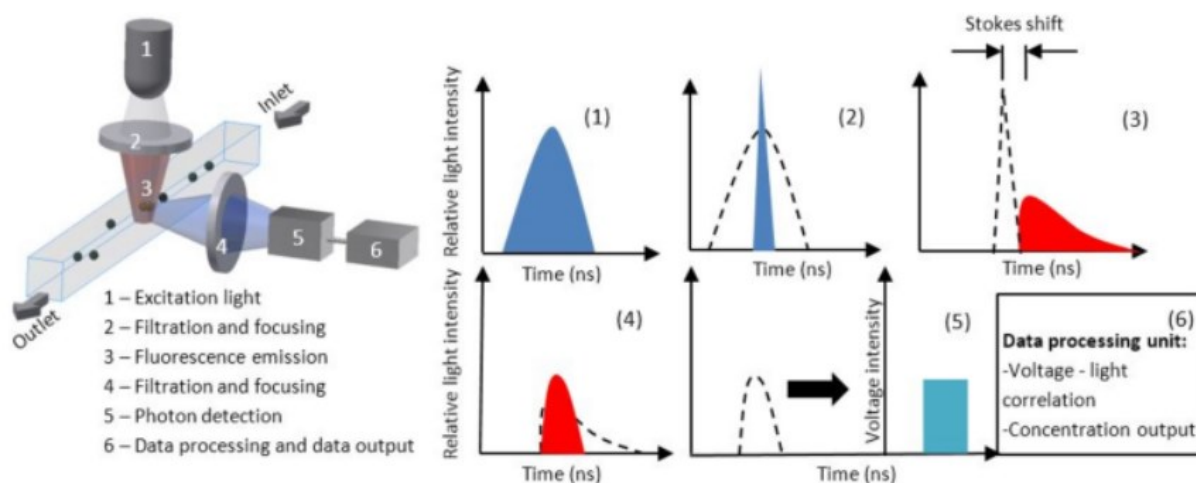 1
2
3
4
5
6
Inlet
Outlet
1 – Excitation light
2 – Filtration and focusing
3 – Fluorescence emission
4 – Filtration and focusing
5 – Photon detection
6 – Data processing and data output
Relative light intensity
(1)
Time (ns)
(2)
Time (ns)
Stokes shift
(3)
Time (ns)
Relative light intensity
(4)
Time (ns)
Voltage intensity
(5)
Time (ns)
(6)
Data processing unit:
-Voltage - light
correlation
-Concentration output